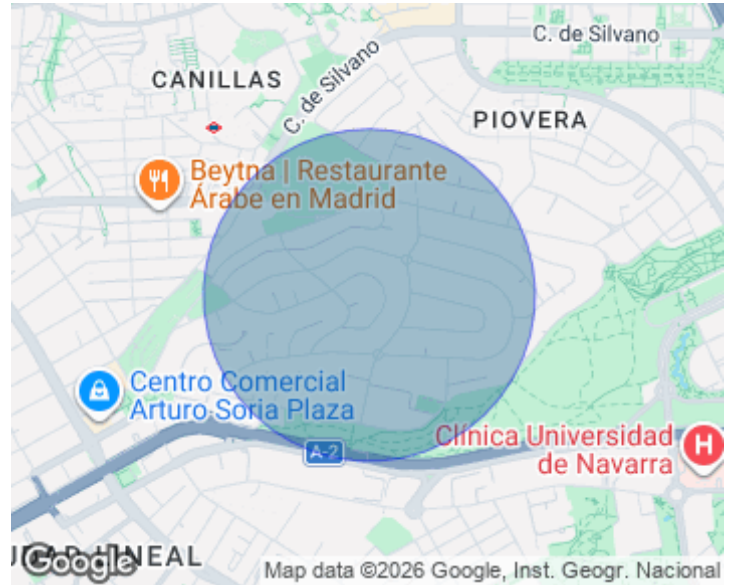 C. de Silvano
CANILLAS
C. de Silvano
PIOVERA
Beytna | Restaurante
Árabe en Madrid
Centro Comercial
Arturo Soria Plaza
A-2
Clínica Universidad
de Navarra
H
LINEAL
Google
Map data ©2026 Google, Inst. Geogr. Nacional